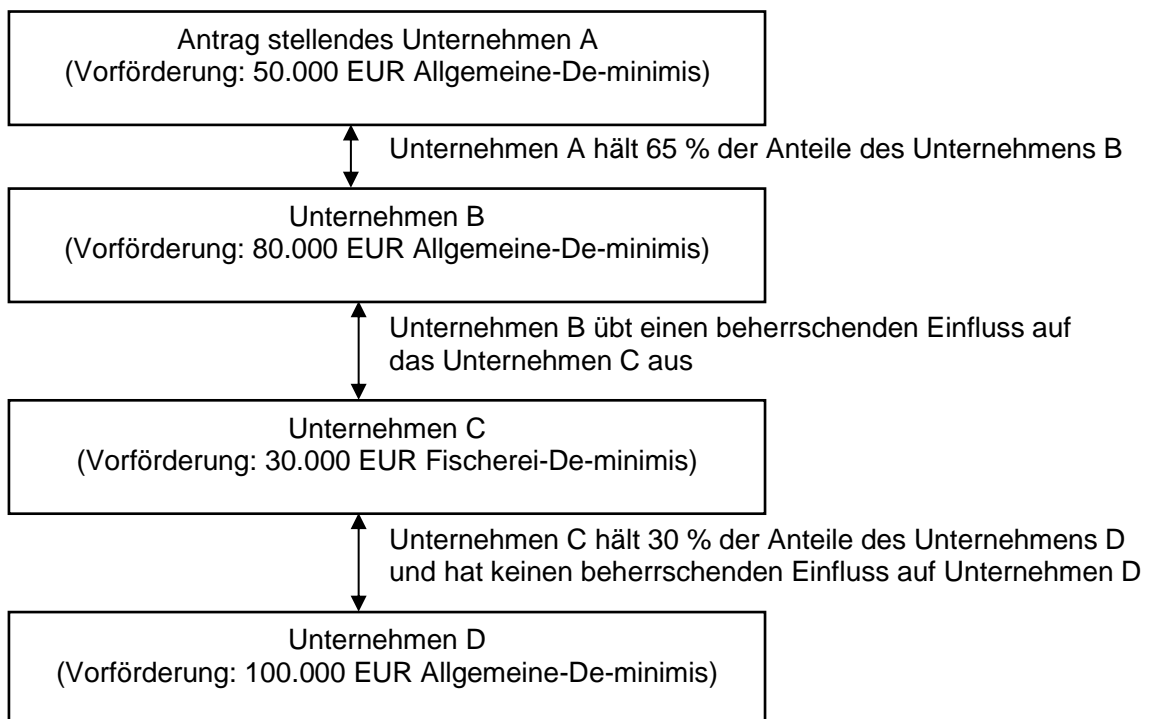 Antrag stellendes Unternehmen A
(Vorförderung: 50.000 EUR Allgemeine-De-minimis)
Unternehmen A hält 65 % der Anteile des Unternehmens B
Unternehmen B
(Vorförderung: 80.000 EUR Allgemeine-De-minimis)
Unternehmen B übt einen beherrschenden Einfluss auf
das Unternehmen C aus
Unternehmen C
(Vorförderung: 30.000 EUR Fischerei-De-minimis)
Unternehmen C hält 30 % der Anteile des Unternehmens D
und hat keinen beherrschenden Einfluss auf Unternehmen D
Unternehmen D
(Vorförderung: 100.000 EUR Allgemeine-De-minimis)